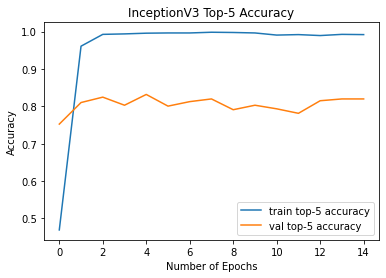 InceptionV3 Top-5 Accuracy
1.0
0.9
0.8
0.7
0.6
0.5
Accuracy
train top-5 accuracy
val top-5 accuracy
0 2 4 6 8 10 12 14
Number of Epochs